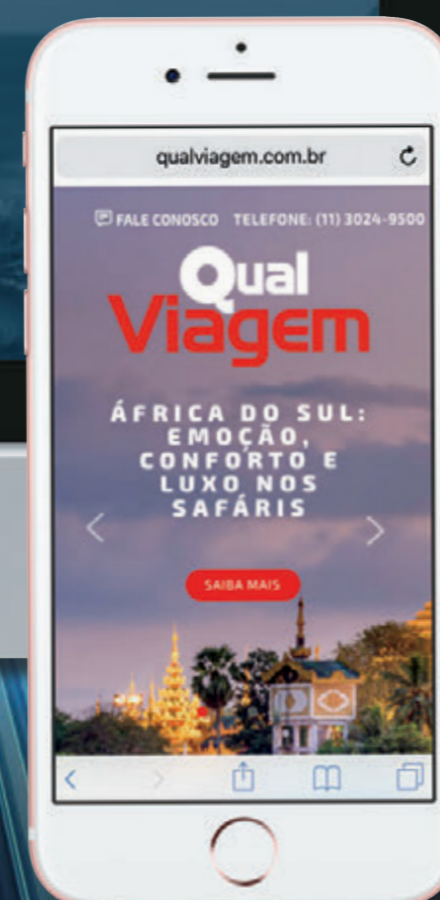 qualviagem.com.br
FALE CONOSCO TELEFONE: (11) 3024-9500
Qual
Viagem
ÁFRICA DO SUL:
EMOÇÃO,
CONFORTO E
LUXO NOS
SAFÁRIS
SAIBA MAIS